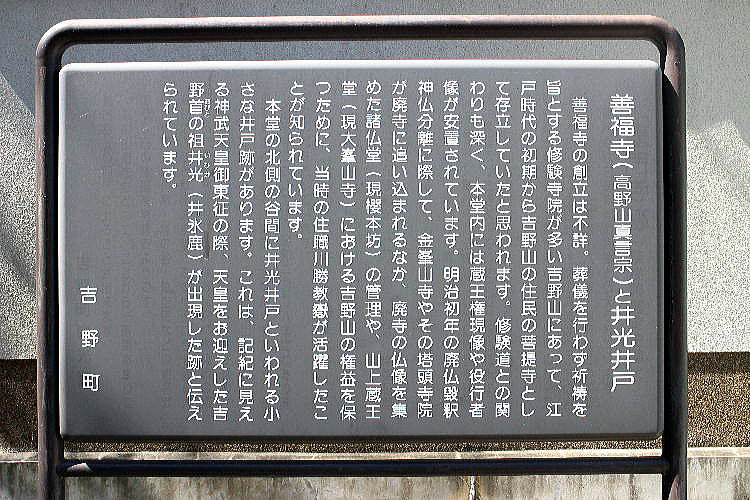 善福寺（高野山真言宗）と井光井戸
善福寺の創立は不詳。葬儀を行わず祈祷を
旨とする修験寺院が多い吉野山にあって、江
戸時代の初期から吉野山の住民の菩提寺とし
て存立していたと思われます。修験道との関
わりも深く、本堂内には蔵王権現像や役行者
像が安置されています。明治初年の廃仏毀釈
神仏分離に際して、金峯山寺やその塔頭寺院
が廃寺に追い込まれるなか、廃寺の仏像を集
めた諸仏堂（現櫻本坊）の管理や、山上蔵王
堂（現大峯山寺）における吉野山の権益を保
つために、当時の住職川勝教嶽が活躍したこ
とが知られています。
本堂の北側の谷間に井光井戸といわれる小
さな井戸跡があります。これは、記紀に見え
る神武天皇御東征の際、天皇をお迎えした吉
野首の祖井光（井氷鹿）が出現した跡と伝え
られています。
吉野町